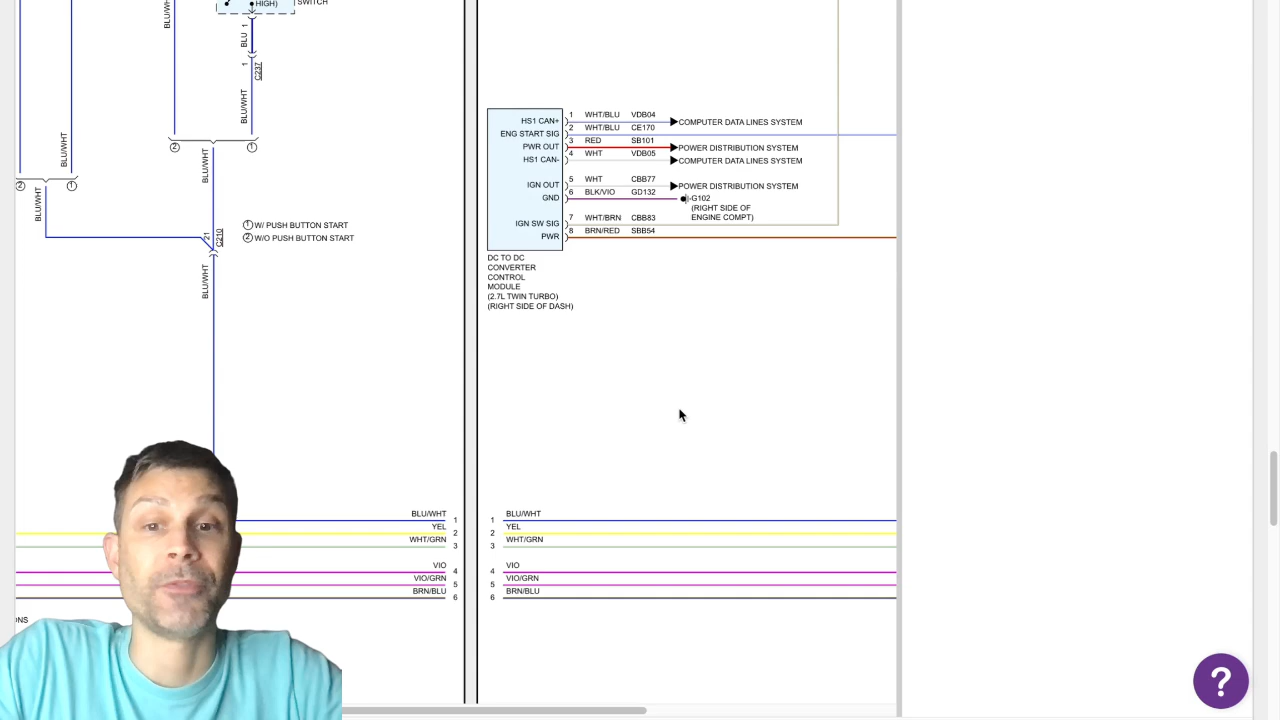 HIGH)
SWITCH
BLU/WHT
BLU 1
1
C237
BLU/WHT
BLU/WHT
2 1
BLU/WHT
2 1
BLU/WHT
21 C210
BLU/WHT
1 W/ PUSH BUTTON START
2 W/O PUSH BUTTON START
HS1 CAN+ 1 WHT/BLU VDB04 COMPUTER DATA LINES SYSTEM
ENG START SIG 2 WHT/BLU CE170
PWR OUT 3 RED SB101 POWER DISTRIBUTION SYSTEM
HS1 CAN- 4 WHT VDB05 COMPUTER DATA LINES SYSTEM
IGN OUT 5 WHT CBB77 POWER DISTRIBUTION SYSTEM
GND 6 BLK/VIO GD132 G102
(RIGHT SIDE OF
ENGINE COMPT)
IGN SW SIG 7 WHT/BRN CBB83
PWR 8 BRN/RED SBB54
DC TO DC
CONVERTER
CONTROL
MODULE
(2.7L TWIN TURBO)
(RIGHT SIDE OF DASH)
BLU/WHT 1
YEL 2
WHT/GRN 3
VIO 4
VIO/GRN 5
BRN/BLU 6
1 BLU/WHT
2 YEL
3 WHT/GRN
4 VIO
5 VIO/GRN
6 BRN/BLU
?